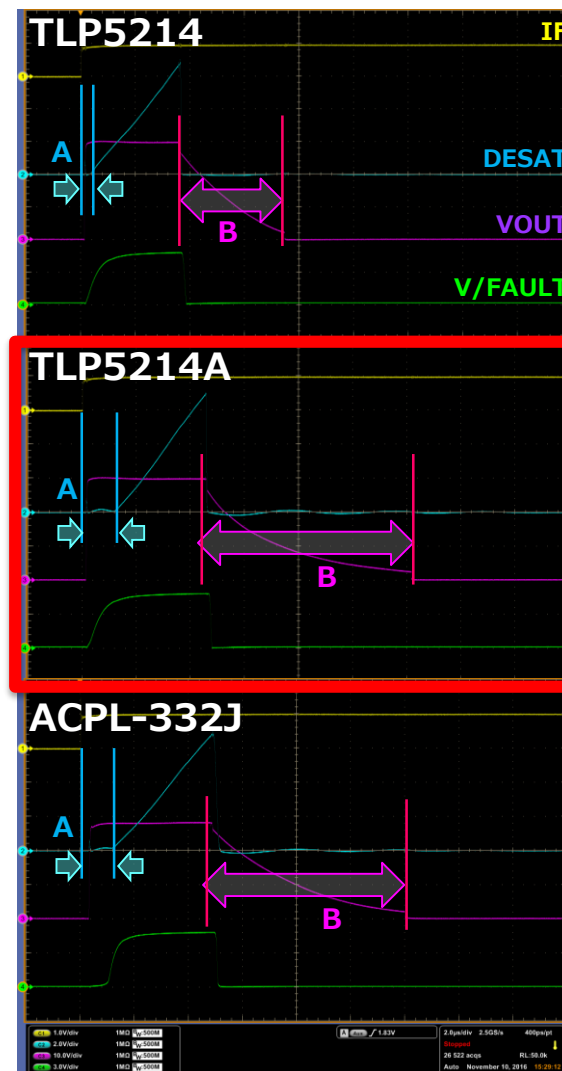 TLP5214
IF
A
DESAT
B
VOUT
V/FAULT
TLP5214A
A
B
ACPL-332J
A
B
1.0V/div 1MΩ 500M
2.0V/div 1MΩ 500M
10.0V/div 1MΩ 500M
3.0V/div 1MΩ 500M
A 1.83V
2.0µs/div 2.5GS/s 400ps/pt
Stopped
26 522 acqs RL:50.0k
Auto November 10, 2016 15:29:12